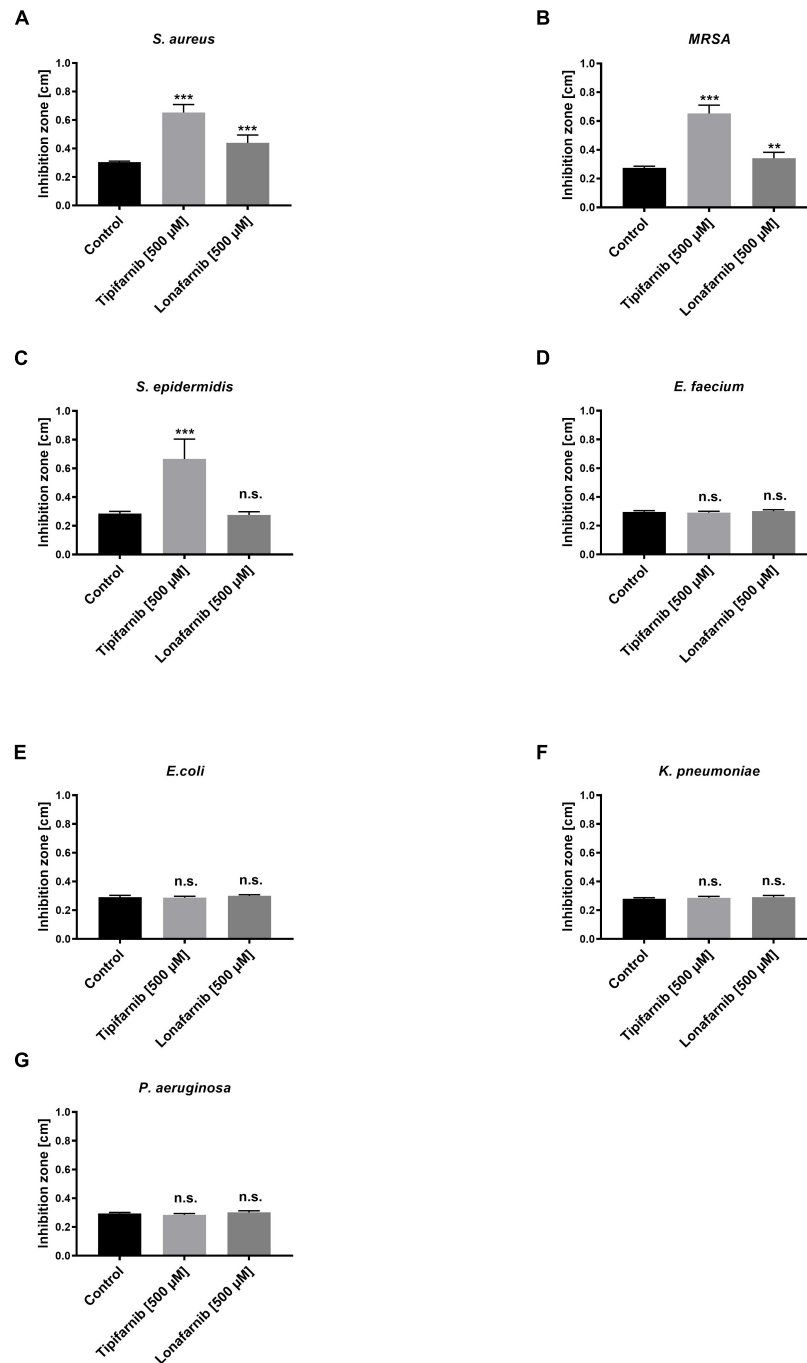 A
S. aureus
Inhibition zone [cm]
1.0
0.8
0.6
0.4
0.2
0.0
***
***
Control
Tipifarnib [500 µM]
Lonafarnib [500 µM]
B
MRSA
Inhibition zone [cm]
1.0
0.8
0.6
0.4
0.2
0.0
***
**
Control
Tipifarnib [500 µM]
Lonafarnib [500 µM]
C
S. epidermidis
Inhibition zone [cm]
1.0
0.8
0.6
0.4
0.2
0.0
***
n.s.
Control
Tipifarnib [500 µM]
Lonafarnib [500 µM]
D
E. faecium
Inhibition zone [cm]
1.0
0.8
0.6
0.4
0.2
0.0
n.s.
n.s.
Control
Tipifarnib [500 µM]
Lonafarnib [500 µM]
E
E.coli
Inhibition zone [cm]
1.0
0.8
0.6
0.4
0.2
0.0
n.s.
n.s.
Control
Tipifarnib [500 µM]
Lonafarnib [500 µM]
F
K. pneumoniae
Inhibition zone [cm]
1.0
0.8
0.6
0.4
0.2
0.0
n.s.
n.s.
Control
Tipifarnib [500 µM]
Lonafarnib [500 µM]
G
P. aeruginosa
Inhibition zone [cm]
1.0
0.8
0.6
0.4
0.2
0.0
n.s.
n.s.
Control
Tipifarnib [500 µM]
Lonafarnib [500 µM]